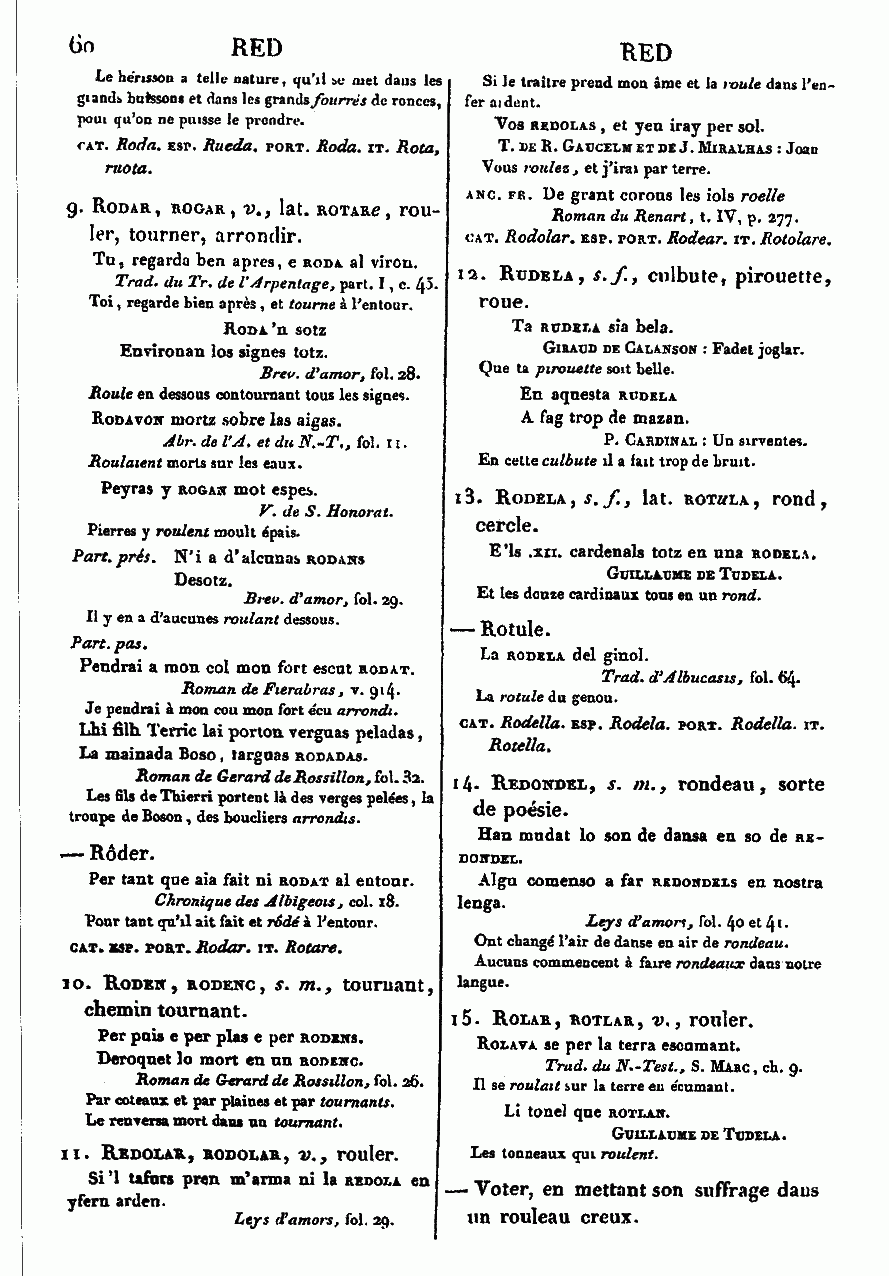 60 RED
Le hérisson a telle nature, qu'il se met dans les
grands buissons et dans les grands fourrés de ronces,
pour qu'on ne puisse le prendre.
CAT. Roda. ESP. Rueda. PORT. Roda. IT. Rota,
ruota.
9. RODAR, ROGAR, v., lat. ROTARe, rou-
ler, tourner, arrondir.
Tu, regarda ben apres, e RODA al viron.
Trad. du Tr. de l'Arpentage, part. I, c. 45.
Toi, regarde bien après, et tourne à l'entour.
RODA'n sotz
Environan los signes totz.
Brev. d'amor, fol. 28.
Roule en dessous contournant tous les signes.
RODAVON mortz sobre las aigas.
Abr. de l'A. et du N.-T., fol. 11.
Roulaient morts sur les eaux.
Peyras y ROGAN mot espes.
V. de S. Honorat.
Pierres y roulent moult épais.
Part. prés. N'i a d'alcunas RODANS
Desotz.
Brev. d'amor, fol. 29.
Il y en a d'aucunes roulant dessous.
Part. pas.
Pendrai a mon col mon fort escut RODAT.
Roman de Fierabras, v. 914.
Je pendrai à mon cou mon fort écu arrondi.
Lhi filh Terric lai porton verguas peladas,
La mainada Boso, targuas RODADAS.
Roman de Gerard de Rossillon, fol. 82.
Les fils de Thierri portent là des verges pelées, la
troupe de Boson, des boucliers arrondis.
— Rôder.
Per tant que aia fait ni RODAT al entour.
Chronique des Albigeois, col. 18.
Pour tant qu'il ait fait et rôdé à l'entour.
CAT. ESP. PORT. Rodar. IT. Rotare.
10. RODEN, RODENC, s. m., tournant,
chemin tournant.
Per puis e per plas e per RODENS.
Deroquet lo mort en un RODENC.
Roman de Gerard de Rossillon, fol. 26.
Par coteaux et par plaines et par tournants.
Le renversa mort dans un tournant.
11. REDOLAR, RODOLAR, v., rouler.
Si'l tafurs pren m'arma ni la REDOLA en
yfern arden.
Leys d'amors, fol. 29.
RED
Si le traître prend mon âme et la roule dans l'en-
fer ardent.
Vos REDOLAS, et yeu iray per sol.
T. DE R. GAUCELM ET DE J. MIRALHAS : Joan
Vous roulez, et j'irai par terre.
ANC. FR. De grant corous les iols roelle
Roman du Renart, t. IV, p. 277.
CAT. Rodolar. ESP. PORT. Rodear. IT. Rotolare.
12. RUDELA, s. f., culbute, pirouette,
roue.
Ta RUDELA sia bela.
GIRAUD DE CALANSON : Fadet joglar.
Que ta pirouette soit belle.
En aquesta RUDELA
A fag trop de mazan.
P. CARDINAL : Un sirventes.
En cette culbute il a fait trop de bruit.
13. RODELA, s. f., lat. ROTuLA, rond,
cercle.
E'ls .XII. cardenals totz en una RODELA.
GUILLAUME DE TUDELA.
Et les douze cardinaux tous en un rond.
— Rotule.
La RODELA del ginol.
Trad. d'Albucasis, fol. 64.
La rotule du genou.
CAT. Rodella. ESP. Rodela. PORT. Rodella. IT.
Rotella.
14. REDONDEL, s. m., rondeau, sorte
de poésie.
Han mudat lo son de dansa en so de RE-
DONDEL.
Algu comenso a far REDONDELS en nostra
lenga.
Leys d'amors, fol. 40 et 41.
Ont changé l'air de danse en air de rondeau.
Aucuns commencent à faire rondeaux dans notre
langue.
15. ROLAR, ROTLAR, v., rouler.
ROLAVA se per la terra escumant.
Trad. du N.-Test., S. MARC, ch. 9.
Il se roulait sur la terre en écumant.
Li tonel que ROTLAN.
GUILLAUME DE TUDELA.
Les tonneaux qui roulent.
— Voter, en mettant son suffrage dans
un rouleau creux.